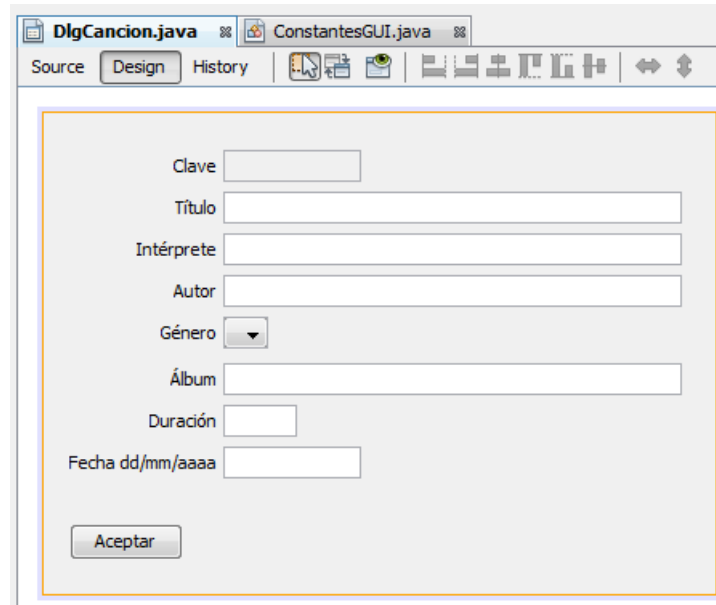 DlgCancion.java ConstantesGUI.java
Source Design History
Clave
Título
Intérprete
Autor
Género
Álbum
Duración
Fecha dd/mm/aaaa
Aceptar